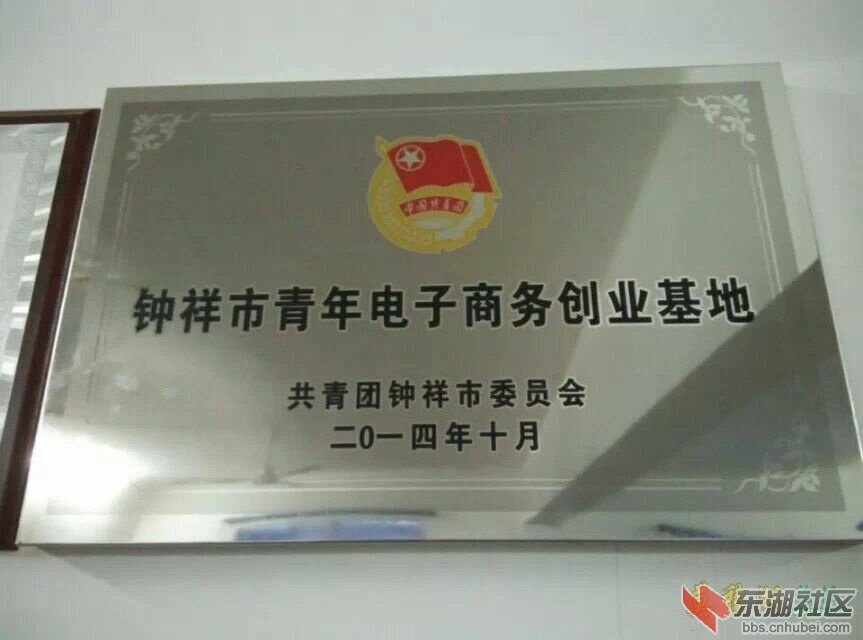 中国共青团
钟祥市青年电子商务创业基地
共青团钟祥市委员会
二0一四年十月
东湖社区
bbs.cnhubei.com